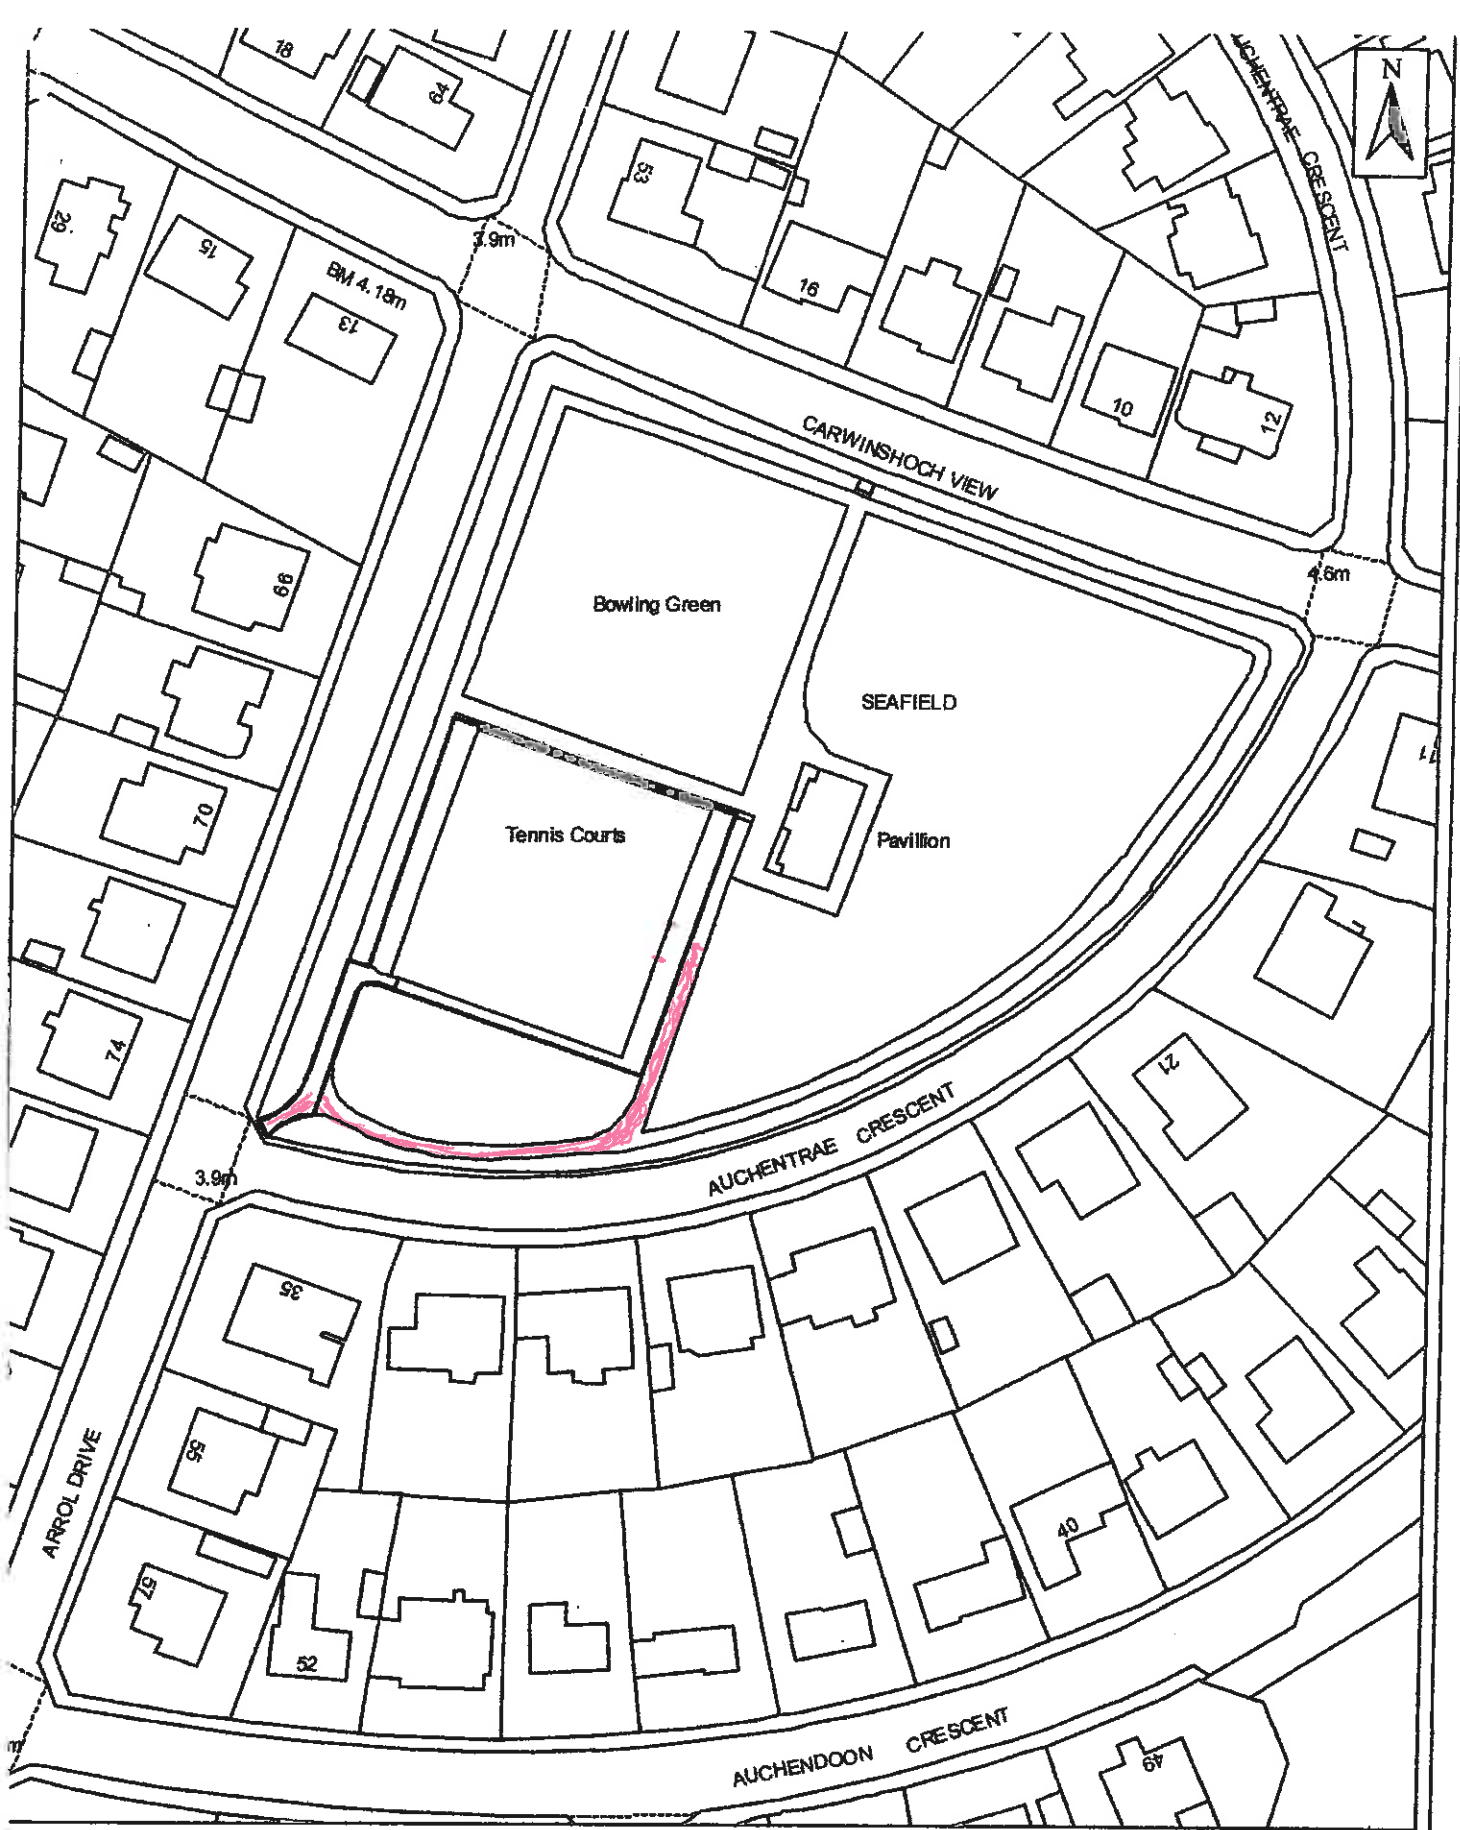 18
64
N
AUCHENTRAE CRESCENT
53
29
15
3.9m
BM 4.18m
16
13
10
12
CARWINSHOCH VIEW
4.6m
66
Bowling Green
SEAFIELD
11
70
Tennis Courts
Pavillion
74
21
AUCHENTRAE CRESCENT
3.9m
35
55
ARROL DRIVE
40
57
52
m
AUCHENDOON CRESCENT
49